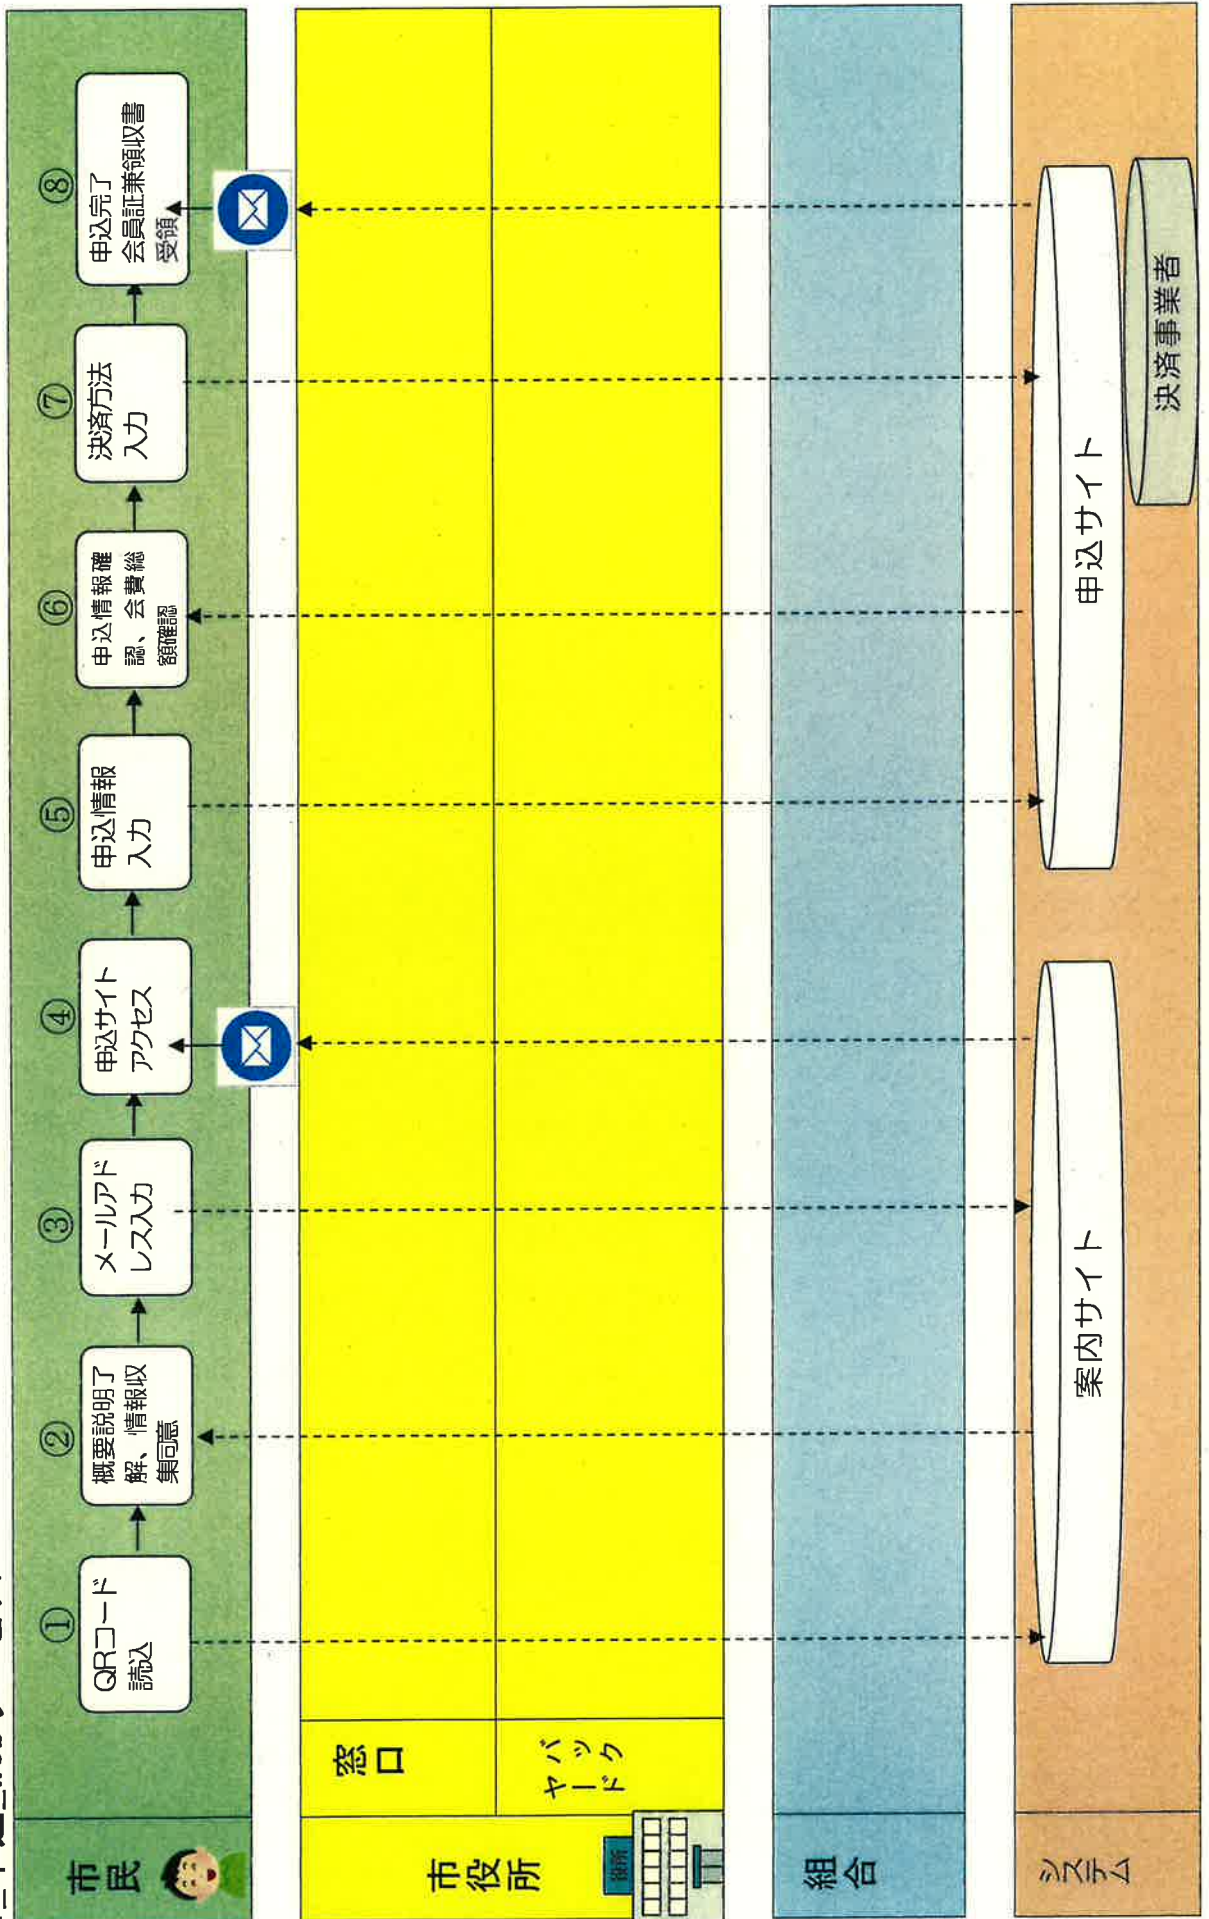 市民
①
QRコード
読込
②
概要説明了
解、情報収
集同意
③
メールアド
レス入力
④
申込サイト
アクセス
⑤
申込情報
入力
⑥
申込情報確
認、会費総
額確認
⑦
決済方法
入力
⑧
申込完了
会員証兼領収書
受領
市役所
役所
窓口
バック
ヤード
組合
システム
案内サイト
申込サイト
決済事業者